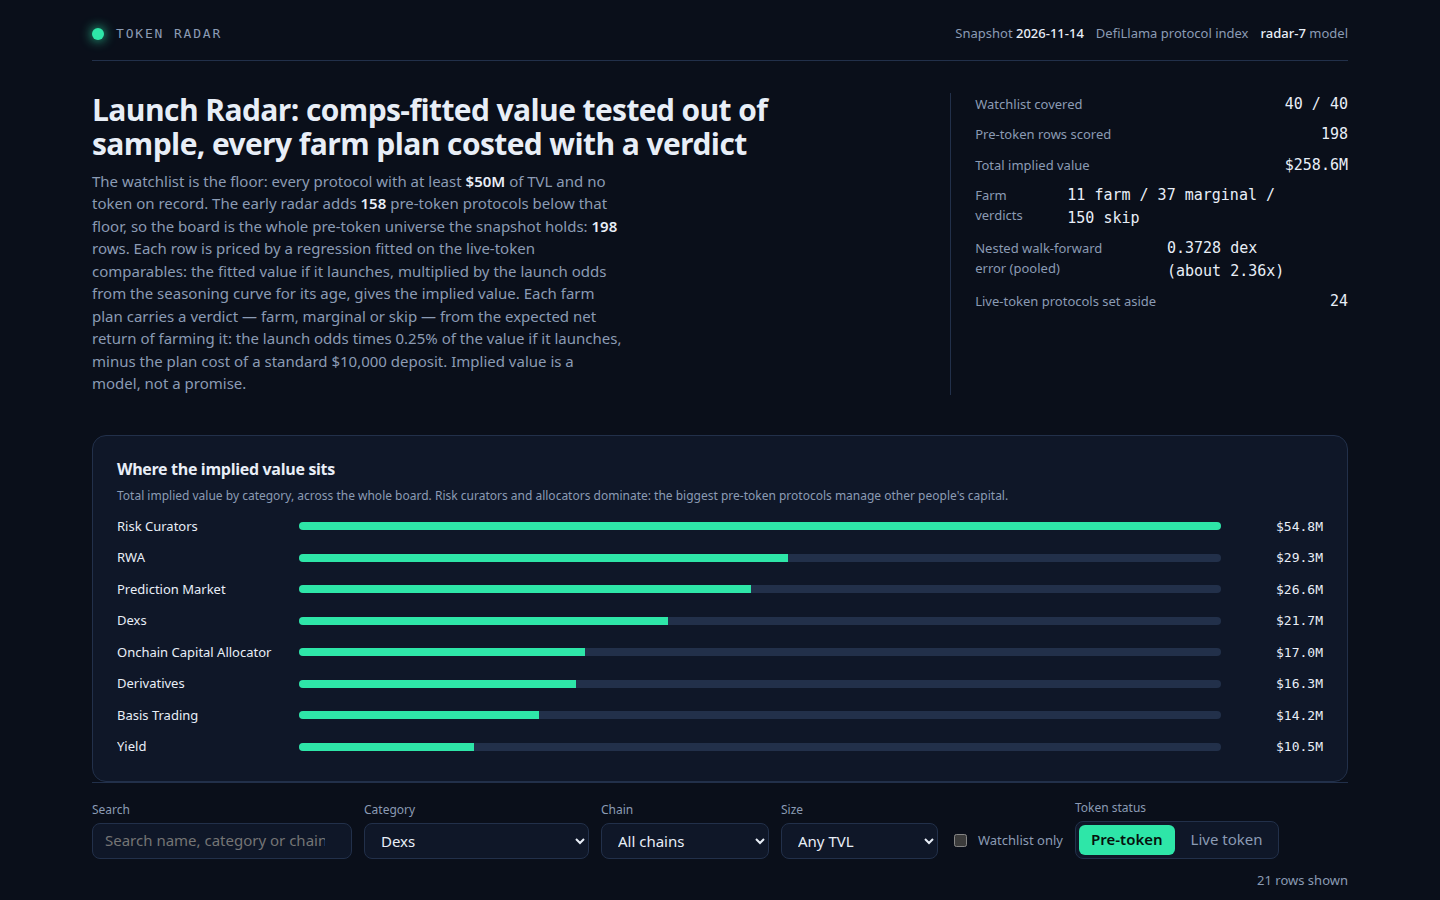 TOKEN RADAR
Snapshot 2026-11-14 DefiLlama protocol index radar-7 model
Launch Radar: comps-fitted value tested out of
sample, every farm plan costed with a verdict
The watchlist is the floor: every protocol with at least $50M of TVL and no
token on record. The early radar adds 158 pre-token protocols below that
floor, so the board is the whole pre-token universe the snapshot holds: 198
rows. Each row is priced by a regression fitted on the live-token
comparables: the fitted value if it launches, multiplied by the launch odds
from the seasoning curve for its age, gives the implied value. Each farm
plan carries a verdict — farm, marginal or skip — from the expected net
return of farming it: the launch odds times 0.25% of the value if it launches,
minus the plan cost of a standard $10,000 deposit. Implied value is a
model, not a promise.
Watchlist covered 40 / 40
Pre-token rows scored 198
Total implied value $258.6M
Farm verdicts 11 farm / 37 marginal / 150 skip
Nested walk-forward error (pooled) 0.3728 dex (about 2.36x)
Live-token protocols set aside 24
Where the implied value sits
Total implied value by category, across the whole board. Risk curators and allocators dominate: the biggest pre-token protocols manage other people's capital.
Risk Curators $54.8M
RWA $29.3M
Prediction Market $26.6M
Dexs $21.7M
Onchain Capital Allocator $17.0M
Derivatives $16.3M
Basis Trading $14.2M
Yield $10.5M
Search Category Chain Size Token status
Search name, category or chain Dexs All chains Any TVL Watchlist only Pre-token Live token
21 rows shown